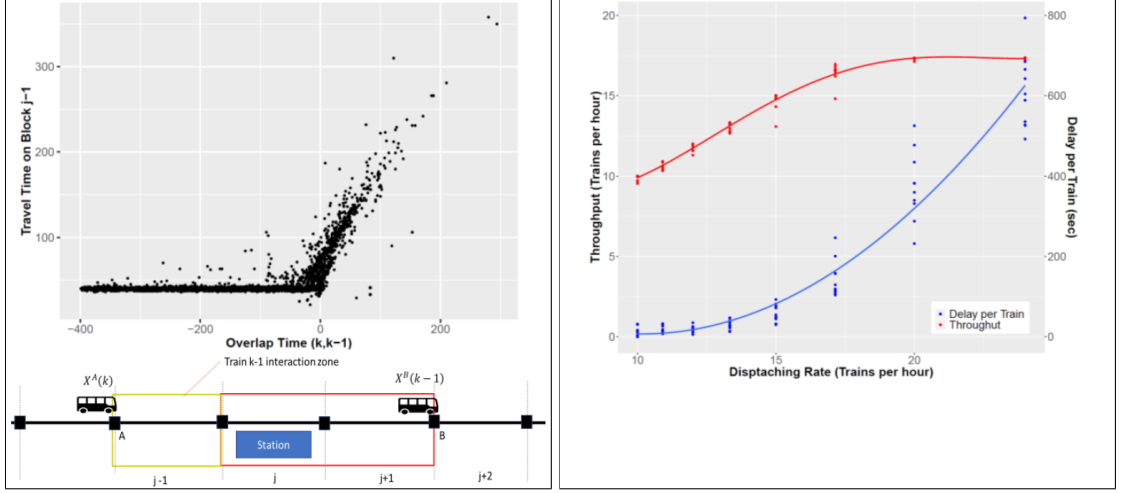 Travel Time on Block j−1
300
200
100
−400
−200
0
200
Overlap Time (k,k−1)
Train k-1 interaction zone
X^A(k)
X^B(k − 1)
A
B
Station
j -1
j
j+1
j+2
Throughput (Trains per hour)
20
15
10
5
0
800
600
400
200
0
Delay per Train (sec)
Delay per Train
Throughut
10
15
20
Disptaching Rate (Trains per hour)